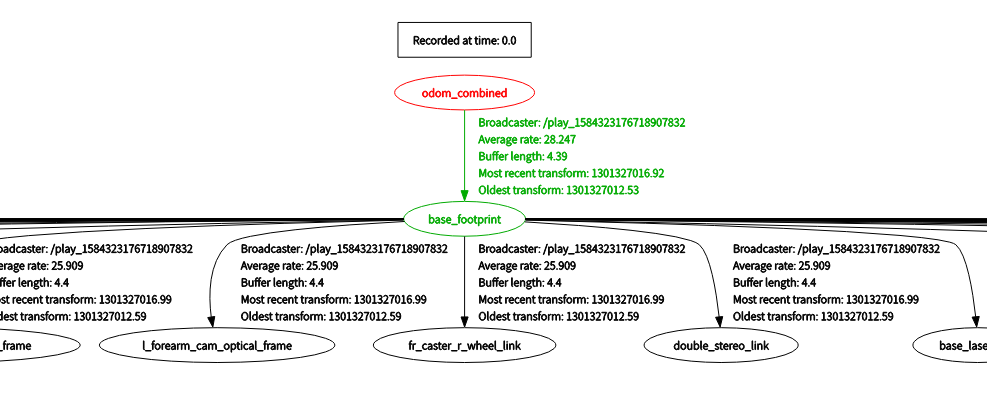 Recorded at time: 0.0
odom_combined
Broadcaster: /play_1584323176718907832
Average rate: 28.247
Buffer length: 4.39
Most recent transform: 1301327016.92
Oldest transform: 1301327012.53
base_footprint
oadcaster: /play_1584323176718907832
erage rate: 25.909
ffer length: 4.4
ost recent transform: 1301327016.99
dest transform: 1301327012.59
Broadcaster: /play_1584323176718907832
Average rate: 25.909
Buffer length: 4.4
Most recent transform: 1301327016.99
Oldest transform: 1301327012.59
Broadcaster: /play_1584323176718907832
Average rate: 25.909
Buffer length: 4.4
Most recent transform: 1301327016.99
Oldest transform: 1301327012.59
Broadcaster: /play_1584323176718907832
Average rate: 25.909
Buffer length: 4.4
Most recent transform: 1301327016.99
Oldest transform: 1301327012.59
_frame
l_forearm_cam_optical_frame
fr_caster_r_wheel_link
double_stereo_link
base_lase